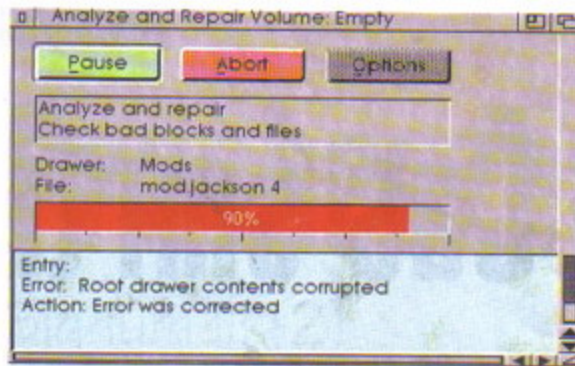 Analyze and Repair Volume: Empty
Pause Abort Options
Analyze and repair
Check bad blocks and files
Drawer: Mods
File: mod.jackson 4
90%
Entry:
Error: Root drawer contents corrupted
Action: Error was corrected